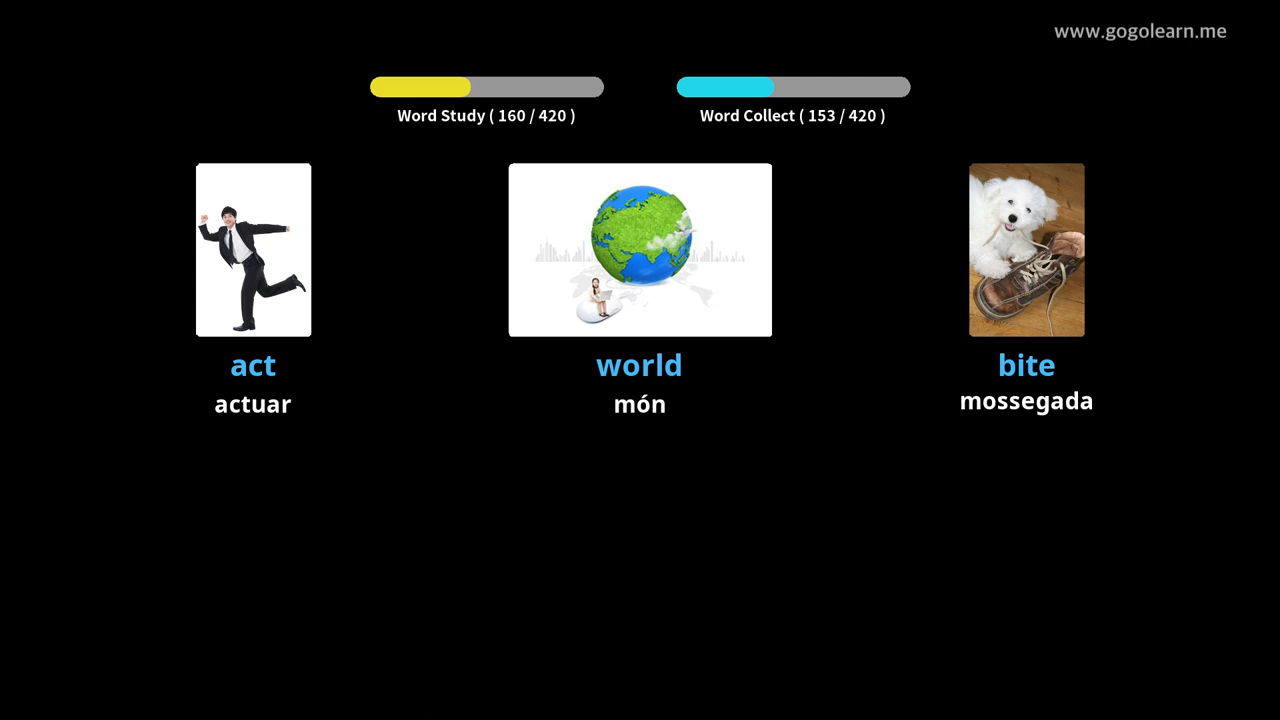 www.gogolearn.me
Word Study ( 160 / 420 )
Word Collect ( 153 / 420 )
act
actuar
world
món
bite
mossegada